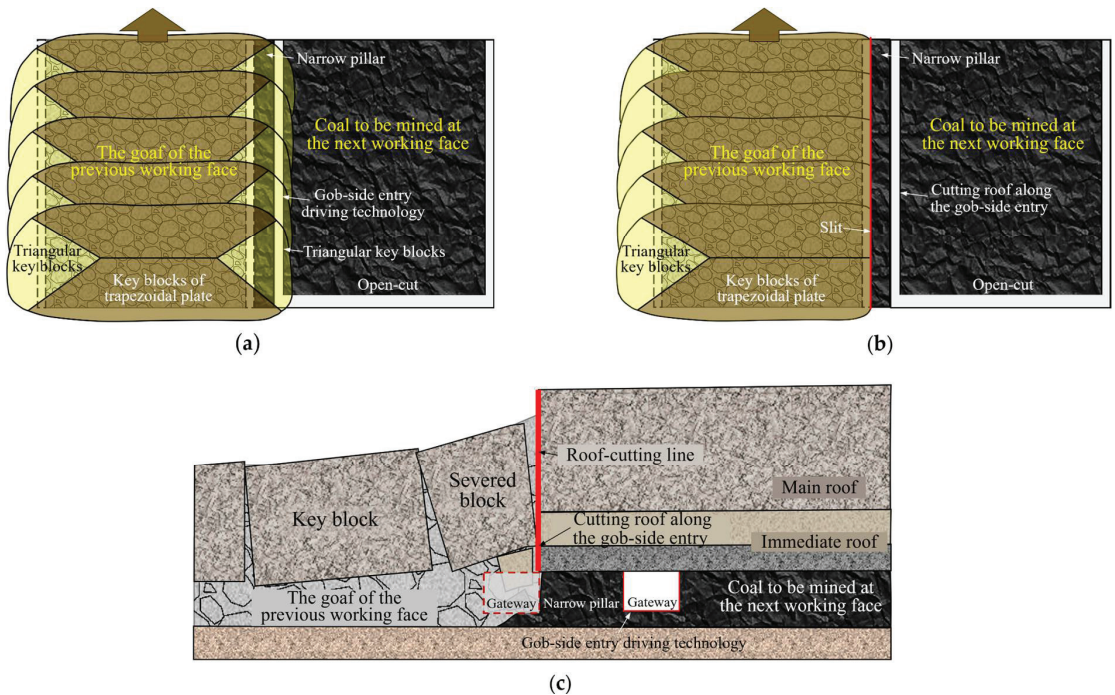 Narrow pillar
Coal to be mined at
the next working face
The goaf of the
previous working face
Gob-side entry
driving technology
Triangular
key blocks
Triangular key blocks
Key blocks of
trapezoidal plate
Open-cut
(a)
Narrow pillar
Coal to be mined at
the next working face
The goaf of the
previous working face
Cutting roof along
the gob-side entry
Slit
Triangular
key blocks
Key blocks of
trapezoidal plate
Open-cut
(b)
Roof-cutting line
Severed
block
Main roof
Key block
Cutting roof along
the gob-side entry
Immediate roof
The goaf of the
previous working face
Gateway
Narrow pillar
Gateway
Coal to be mined at
the next working face
Gob-side entry driving technology
(c)